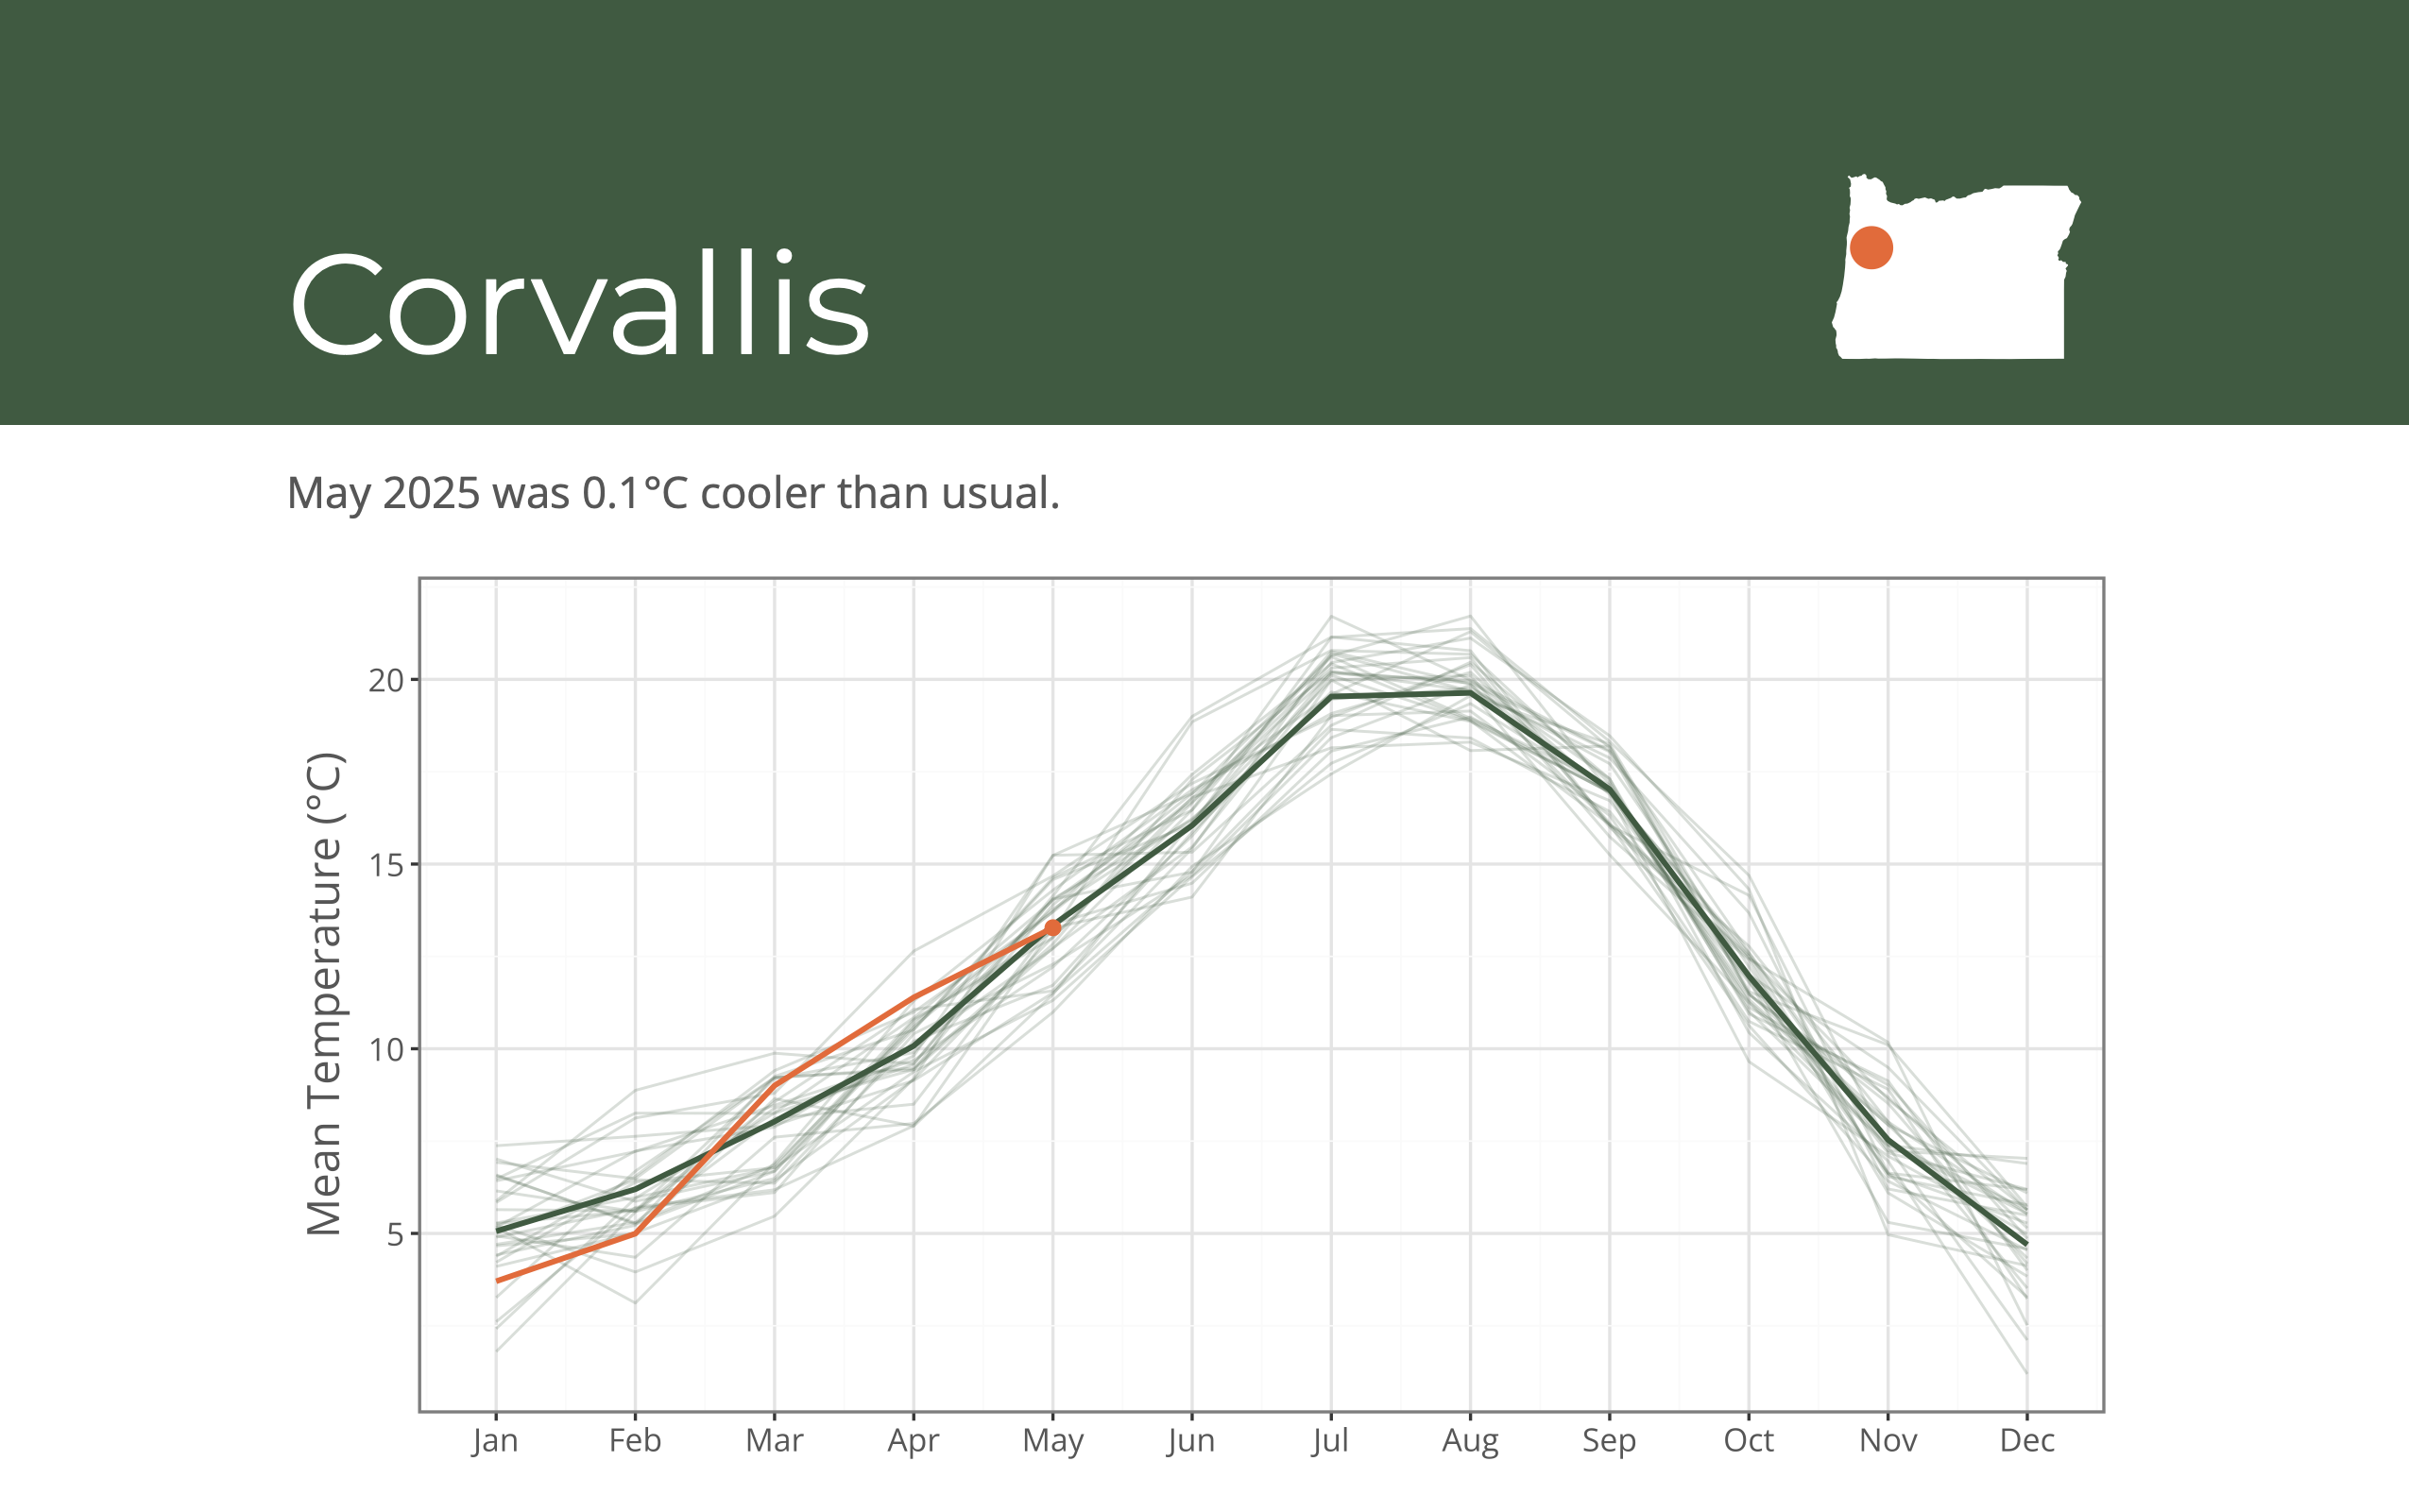 Corvallis
May 2025 was 0.1°C cooler than usual.
Mean Temperature (°C)
20
15
10
5
Jan Feb Mar Apr May Jun Jul Aug Sep Oct Nov Dec